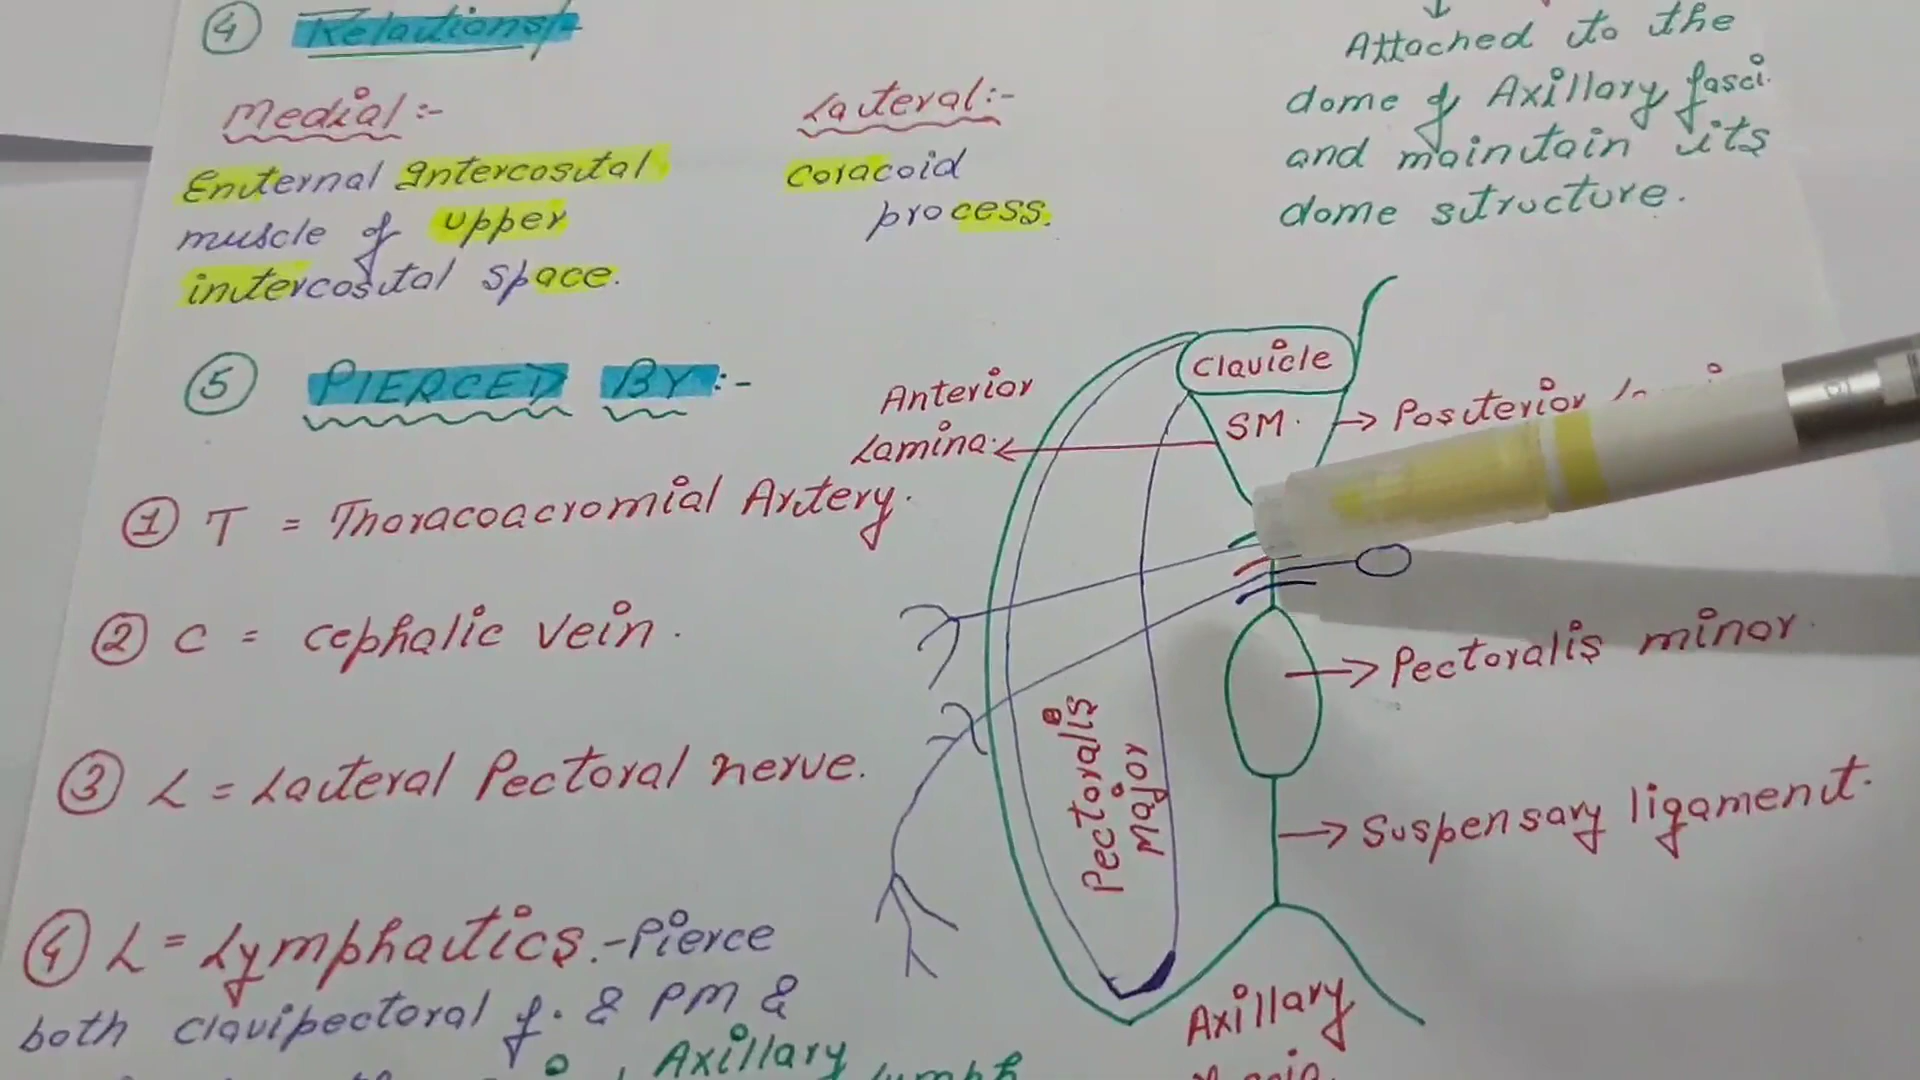 ④ Relations:-
Medial:-
External Intercostal
muscle of upper
intercostal space.
Lateral:-
Coracoid
process.
Attached to the
dome of Axillary fasci
and maintain its
dome structure.
⑤ PIERCED BY:-
① T = Thoracoacromial Artery.
② C = Cephalic vein.
③ L = Lateral Pectoral nerve.
④ L = Lymphatics.-Pierce
both clavipectoral f. & PM &
Axillary lymph
Clavicle
SM.
Anterior
Lamina.
Posterior
Pectoralis minor.
Suspensary ligament.
Pectoralis
Major
Axillary